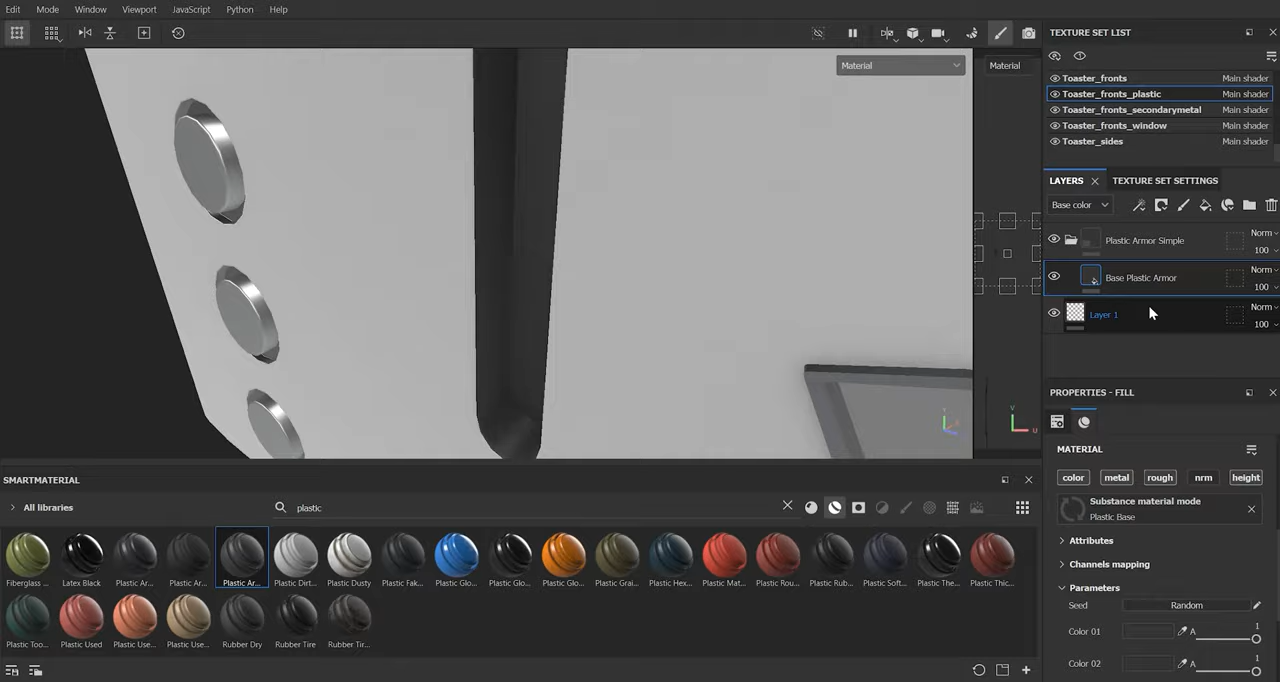 Edit Mode Window Viewport JavaScript Python Help
Material
Material
TEXTURE SET LIST
Toaster_fronts Main shader
Toaster_fronts_plastic Main shader
Toaster_fronts_secondarymetal Main shader
Toaster_fronts_window Main shader
Toaster_sides Main shader
LAYERS TEXTURE SET SETTINGS
Base color
Plastic Armor Simple Norm
100
Base Plastic Armor Norm
100
Layer 1 Norm
100
PROPERTIES - FILL
MATERIAL
color metal rough nrm height
Substance material mode
Plastic Base
Attributes
Channels mapping
Parameters
Seed Random
Color 01 A 1
Color 02 A 1
Y
V
U
SMARTMATERIAL
All libraries plastic
Fiberglass ... Latex Black Plastic Ar... Plastic Ar... Plastic Ar... Plastic Dirt... Plastic Dusty Plastic Fak... Plastic Glo... Plastic Glo... Plastic Glo... Plastic Grai... Plastic Hex... Plastic Mat... Plastic Rou... Plastic Rub... Plastic Soft... Plastic The... Plastic Thic...
Plastic Too... Plastic Used Plastic Use... Plastic Use... Rubber Dry Rubber Tire Rubber Tir...